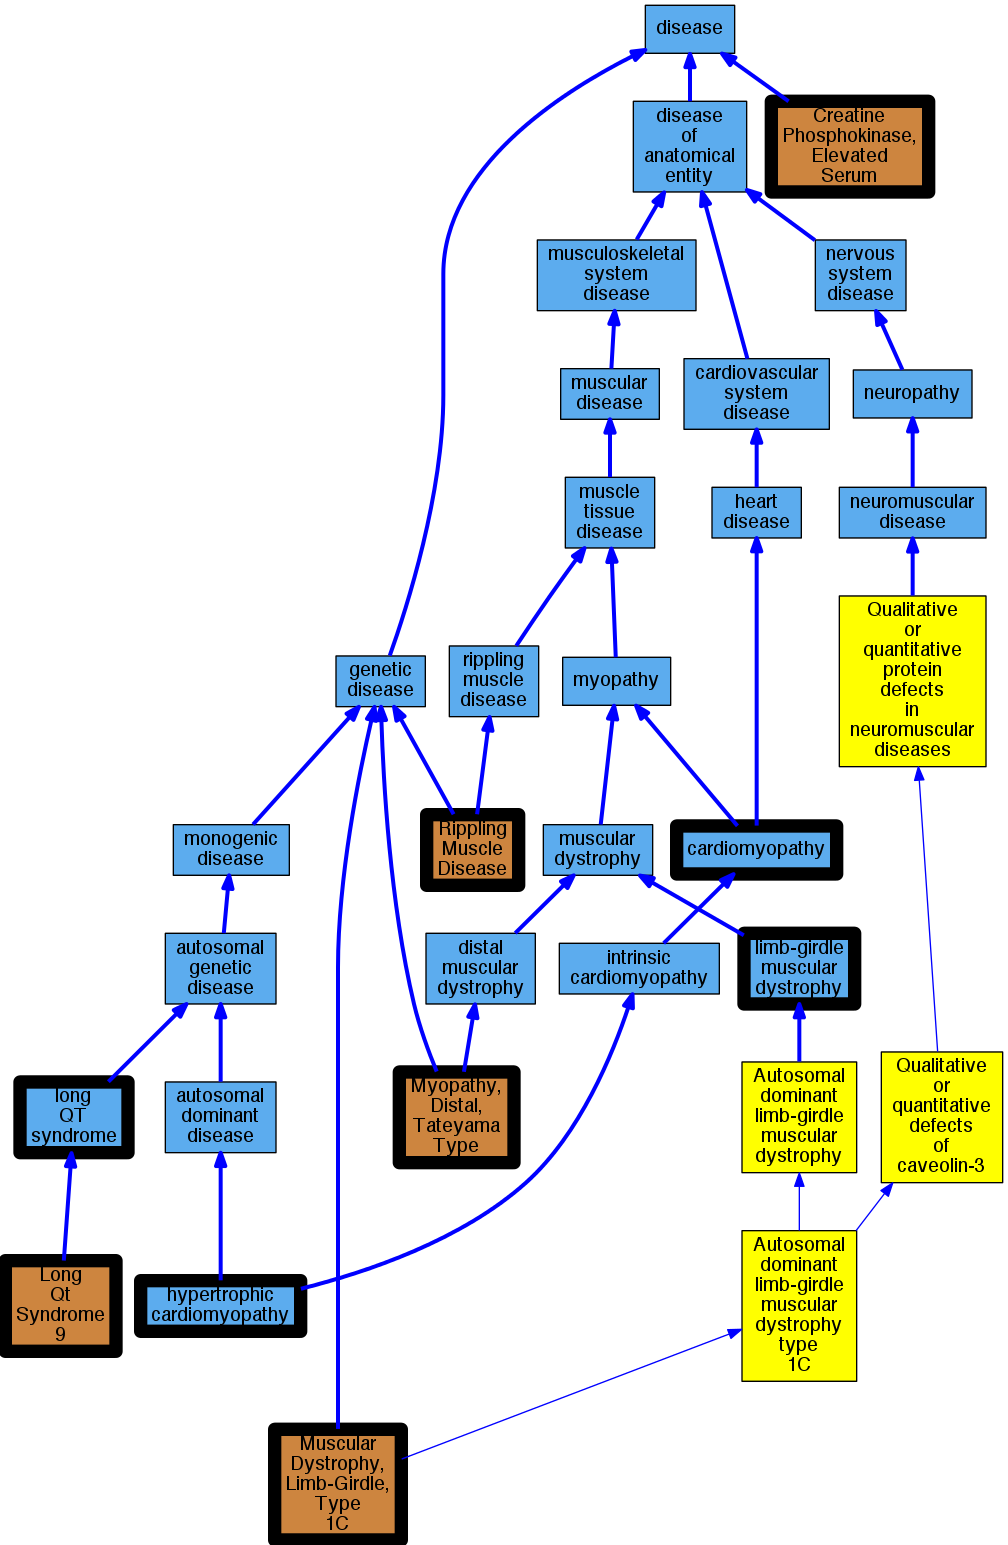 disease
disease
of
anatomical
entity
Creatine
Phosphokinase,
Elevated
Serum
musculoskeletal
system
disease
nervous
system
disease
muscular
disease
cardiovascular
system
disease
neuropathy
muscle
tissue
disease
heart
disease
neuromuscular
disease
Qualitative
or
quantitative
protein
defects
in
neuromuscular
diseases
genetic
disease
rippling
muscle
disease
myopathy
monogenic
disease
Rippling
Muscle
Disease
muscular
dystrophy
cardiomyopathy
autosomal
genetic
disease
distal
muscular
dystrophy
intrinsic
cardiomyopathy
limb-girdle
muscular
dystrophy
long
QT
syndrome
autosomal
dominant
disease
Myopathy,
Distal,
Tateyama
Type
Autosomal
dominant
limb-girdle
muscular
dystrophy
Qualitative
or
quantitative
defects
of
caveolin-3
Long
Qt
Syndrome
9
hypertrophic
cardiomyopathy
Autosomal
dominant
limb-girdle
muscular
dystrophy
type
1C
Muscular
Dystrophy,
Limb-Girdle,
Type
1C